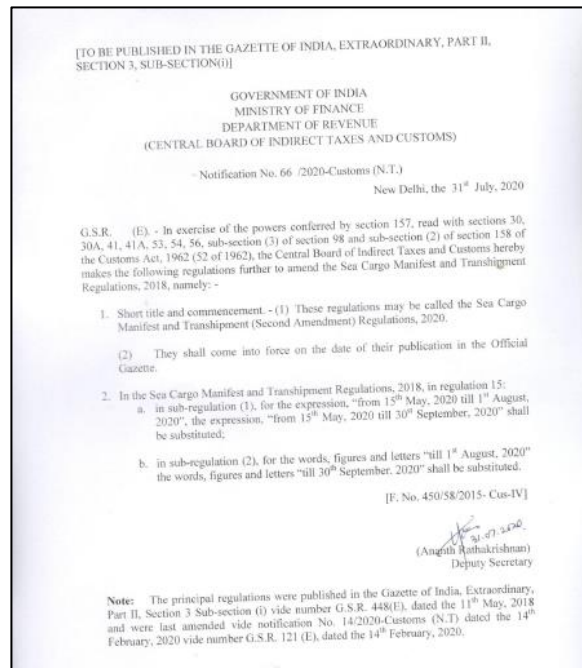 [TO BE PUBLISHED IN THE GAZETTE OF INDIA, EXTRAORDINARY, PART II,
SECTION 3, SUB-SECTION(i)]
GOVERNMENT OF INDIA
MINISTRY OF FINANCE
DEPARTMENT OF REVENUE
(CENTRAL BOARD OF INDIRECT TAXES AND CUSTOMS)
Notification No. 66 /2020-Customs (N.T.)
New Delhi, the 31st July, 2020
G.S.R. (E). - In exercise of the powers conferred by section 157, read with sections 30,
30A, 41, 41A, 53, 54, 56, sub-section (3) of section 98 and sub-section (2) of section 158 of
the Customs Act, 1962 (52 of 1962), the Central Board of Indirect Taxes and Customs hereby
makes the following regulations further to amend the Sea Cargo Manifest and Transhipment
Regulations, 2018, namely: -
1. Short title and commencement. - (1) These regulations may be called the Sea Cargo
Manifest and Transhipment (Second Amendment) Regulations, 2020.
(2) They shall come into force on the date of their publication in the Official
Gazette.
2. In the Sea Cargo Manifest and Transhipment Regulations, 2018, in regulation 15:
a. in sub-regulation (1), for the expression, "from 15th May, 2020 till 1st August,
2020", the expression, "from 15th May, 2020 till 30th September, 2020" shall
be substituted;
b. in sub-regulation (2), for the words, figures and letters "till 1st August, 2020"
the words, figures and letters "till 30th September, 2020" shall be substituted.
[F. No. 450/58/2015- Cus-IV]
31.07.2020
(Ananth Rathakrishnan)
Deputy Secretary
Note: The principal regulations were published in the Gazette of India, Extraordinary,
Part II, Section 3 Sub-section (i) vide number G.S.R. 448(E), dated the 11th May, 2018
and were last amended vide notification No. 14/2020-Customs (N.T) dated the 14th
February, 2020 vide number G.S.R. 121 (E), dated the 14th February, 2020.